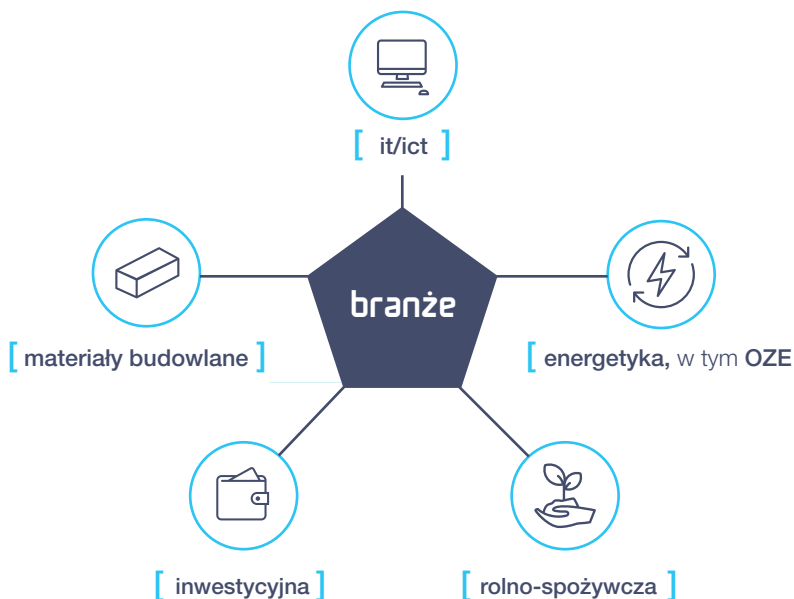 [ it/ict ]
branże
[ materiały budowlane ]
[ energetyka, w tym OZE
[ inwestycyjna ]
[ rolno-spożywcza ]